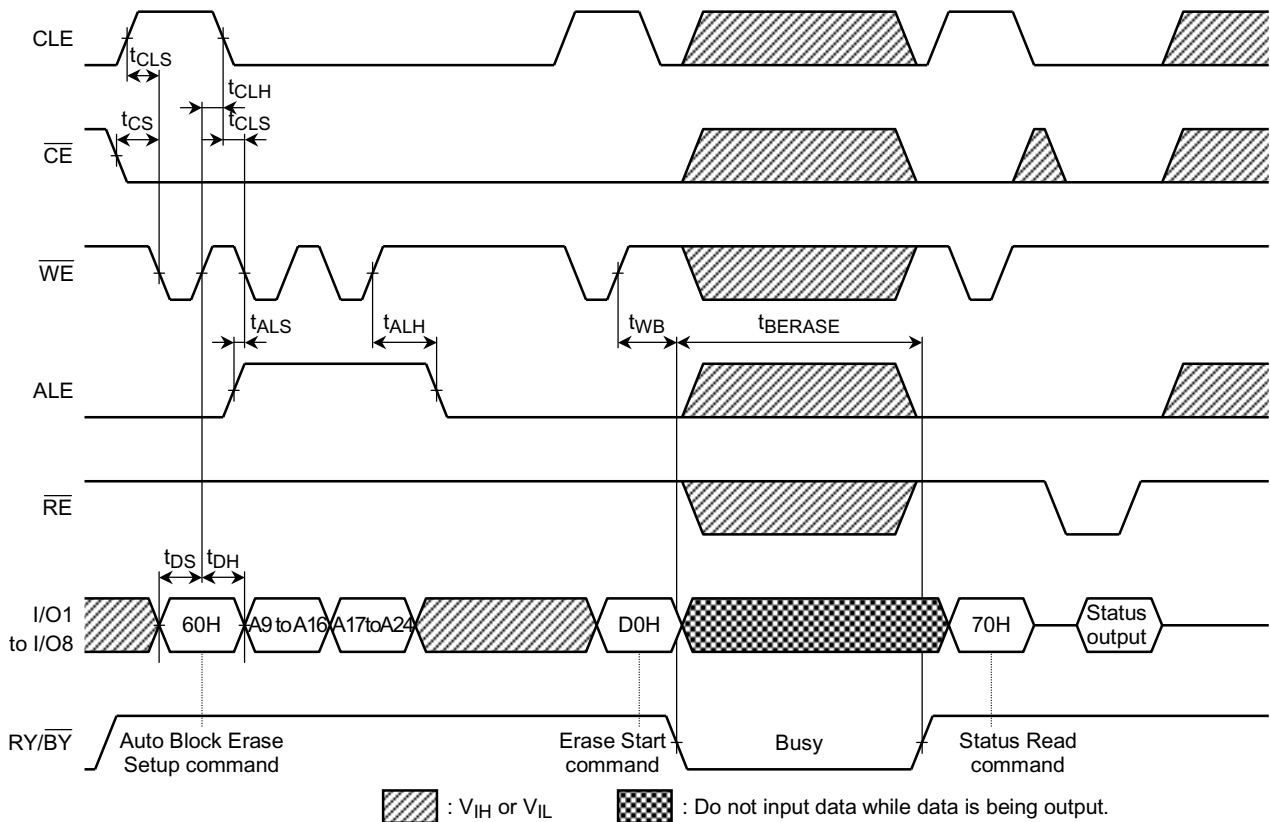 CLE
tCLS
tCLH
tCS
tCLS
CE
WE
tALS
tALH
tWB
tBERASE
ALE
RE
tDS
tDH
I/O1
to I/O8
60H
A9 to A16
A17 to A24
D0H
70H
Status
output
RY/BY
Auto Block Erase
Setup command
Erase Start
command
Busy
Status Read
command
: VIH or VIL
: Do not input data while data is being output.